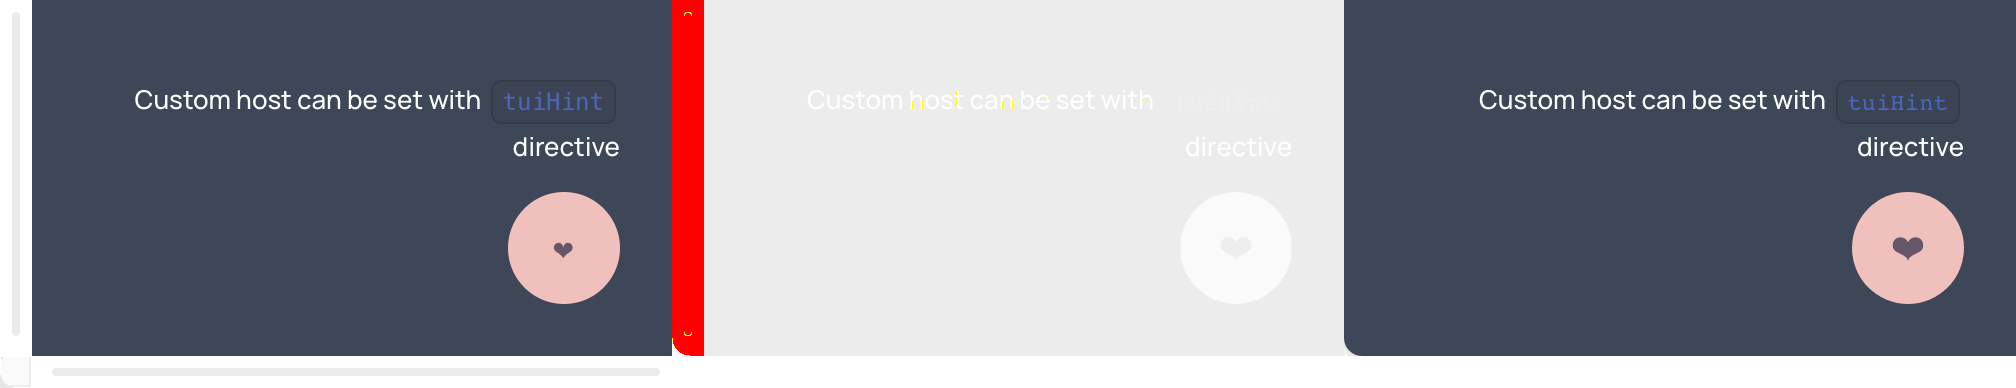 Custom host can be set with tuiHint
directive
❤
Custom host can be set with tuiHint
directive
❤
Custom host can be set with tuiHint
directive
❤